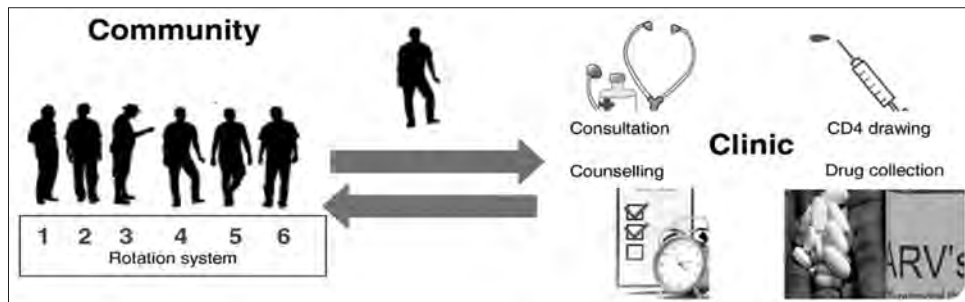 Community
1 2 3 4 5 6
Rotation system
Consultation
CD4 drawing
Clinic
Counselling
Drug collection
ARV's